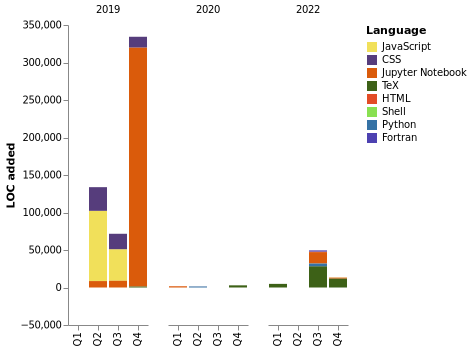 2019 2020 2022
350,000
300,000
250,000
200,000
150,000
100,000
50,000
0
−50,000
LOC added
Q1 Q2 Q3 Q4 Q1 Q2 Q3 Q4 Q1 Q2 Q3 Q4
Language
JavaScript
CSS
Jupyter Notebook
TeX
HTML
Shell
Python
Fortran